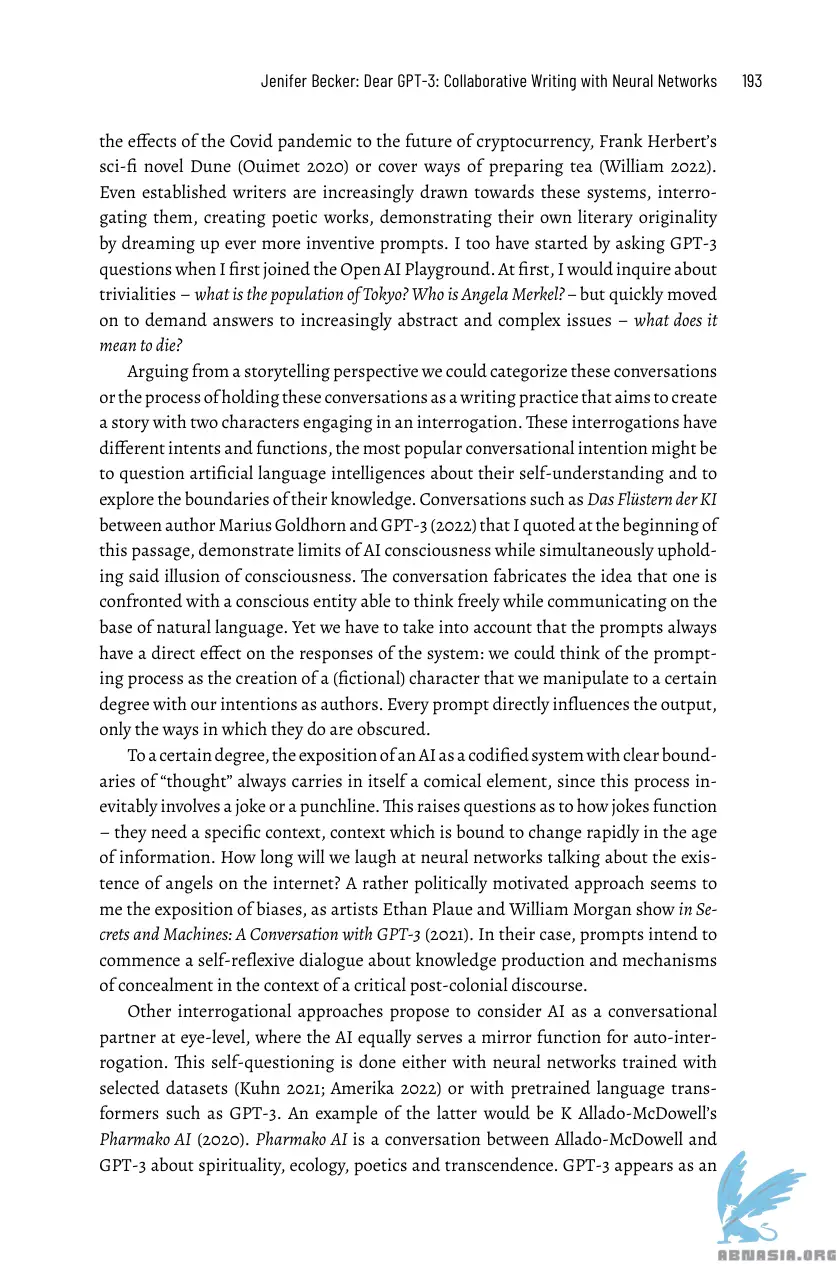 Jenifer Becker: Dear GPT-3: Collaborative Writing with Neural Networks 193
the effects of the Covid pandemic to the future of cryptocurrency, Frank Herbert’s
sci-fi novel Dune (Ouimet 2020) or cover ways of preparing tea (William 2022).
Even established writers are increasingly drawn towards these systems, interro-
gating them, creating poetic works, demonstrating their own literary originality
by dreaming up ever more inventive prompts. I too have started by asking GPT-3
questions when I first joined the Open AI Playground. At first, I would inquire about
trivialities – what is the population of Tokyo? Who is Angela Merkel? – but quickly moved
on to demand answers to increasingly abstract and complex issues – what does it
mean to die?
Arguing from a storytelling perspective we could categorize these conversations
or the process of holding these conversations as a writing practice that aims to create
a story with two characters engaging in an interrogation. These interrogations have
different intents and functions, the most popular conversational intention might be
to question artificial language intelligences about their self-understanding and to
explore the boundaries of their knowledge. Conversations such as Das Flüstern der KI
between author Marius Goldhorn and GPT-3 (2022) that I quoted at the beginning of
this passage, demonstrate limits of AI consciousness while simultaneously uphold-
ing said illusion of consciousness. The conversation fabricates the idea that one is
confronted with a conscious entity able to think freely while communicating on the
base of natural language. Yet we have to take into account that the prompts always
have a direct effect on the responses of the system: we could think of the prompt-
ing process as the creation of a (fictional) character that we manipulate to a certain
degree with our intentions as authors. Every prompt directly influences the output,
only the ways in which they do are obscured.
To a certain degree, the exposition of an AI as a codified system with clear bound-
aries of “thought” always carries in itself a comical element, since this process in-
evitably involves a joke or a punchline. This raises questions as to how jokes function
– they need a specific context, context which is bound to change rapidly in the age
of information. How long will we laugh at neural networks talking about the exis-
tence of angels on the internet? A rather politically motivated approach seems to
me the exposition of biases, as artists Ethan Plaue and William Morgan show in Se-
crets and Machines: A Conversation with GPT-3 (2021). In their case, prompts intend to
commence a self-reflexive dialogue about knowledge production and mechanisms
of concealment in the context of a critical post-colonial discourse.
Other interrogational approaches propose to consider AI as a conversational
partner at eye-level, where the AI equally serves a mirror function for auto-inter-
rogation. This self-questioning is done either with neural networks trained with
selected datasets (Kuhn 2021; Amerika 2022) or with pretrained language trans-
formers such as GPT-3. An example of the latter would be K Allado-McDowell’s
Pharmako AI (2020). Pharmako AI is a conversation between Allado-McDowell and
GPT-3 about spirituality, ecology, poetics and transcendence. GPT-3 appears as an
ABNASIA.ORG